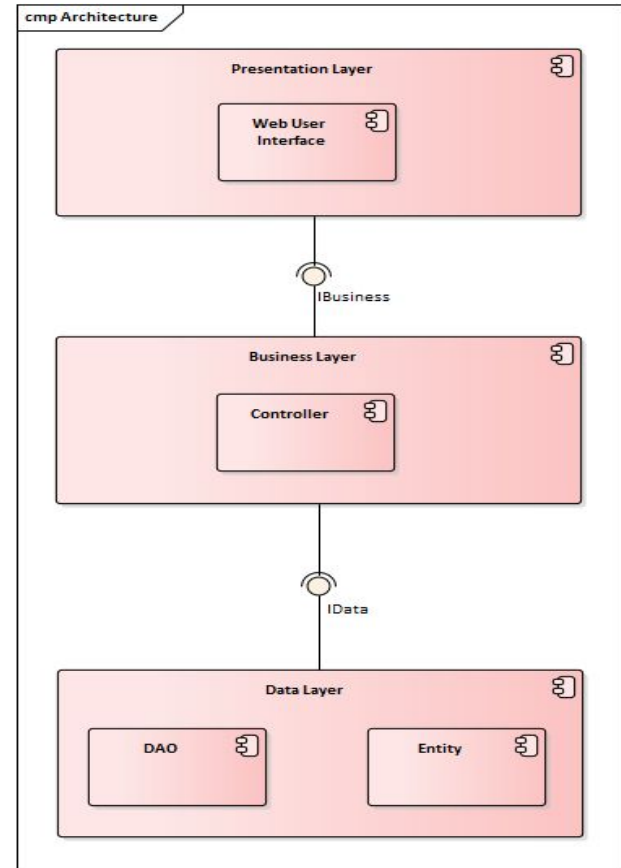 cmp Architecture
Presentation Layer
Web User
Interface
IBusiness
Business Layer
Controller
IData
Data Layer
DAO
Entity